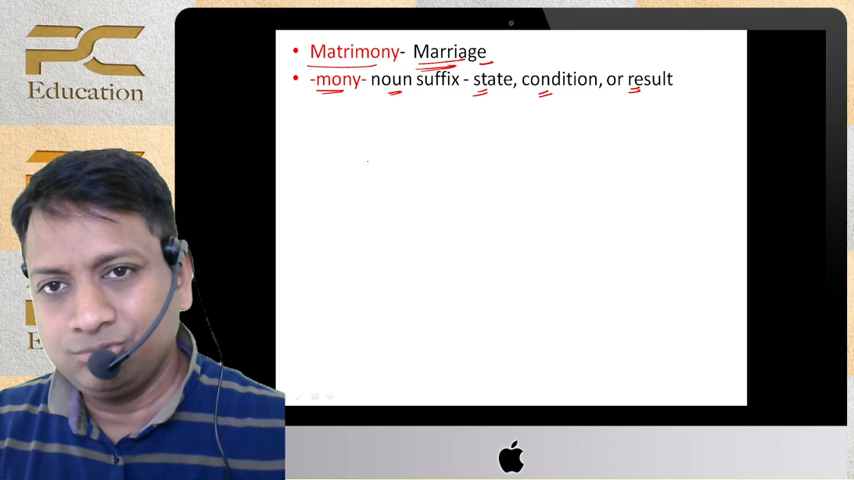 PC
Education
• Matrimony- Marriage
• -mony- noun suffix - state, condition, or result
E